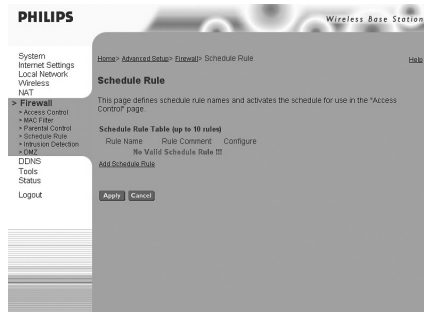 PHILIPS
Wireless Base Station
System
Internet Settings
Local Network
Wireless
NAT
> Firewall
» Access Control
» MAC Filter
» Parental Control
» Schedule Rule
» Intrusion Detection
» DMZ
DDNS
Tools
Status
Logout
Home> Advanced Setup> Firewall> Schedule Rule
Help
Schedule Rule
This page defines schedule rule names and activates the schedule for use in the "Access
Control" page.
Schedule Rule Table (up to 10 rules)
Rule Name Rule Comment Configure
No Valid Schedule Rule !!!
Add Schedule Rule
Apply Cancel